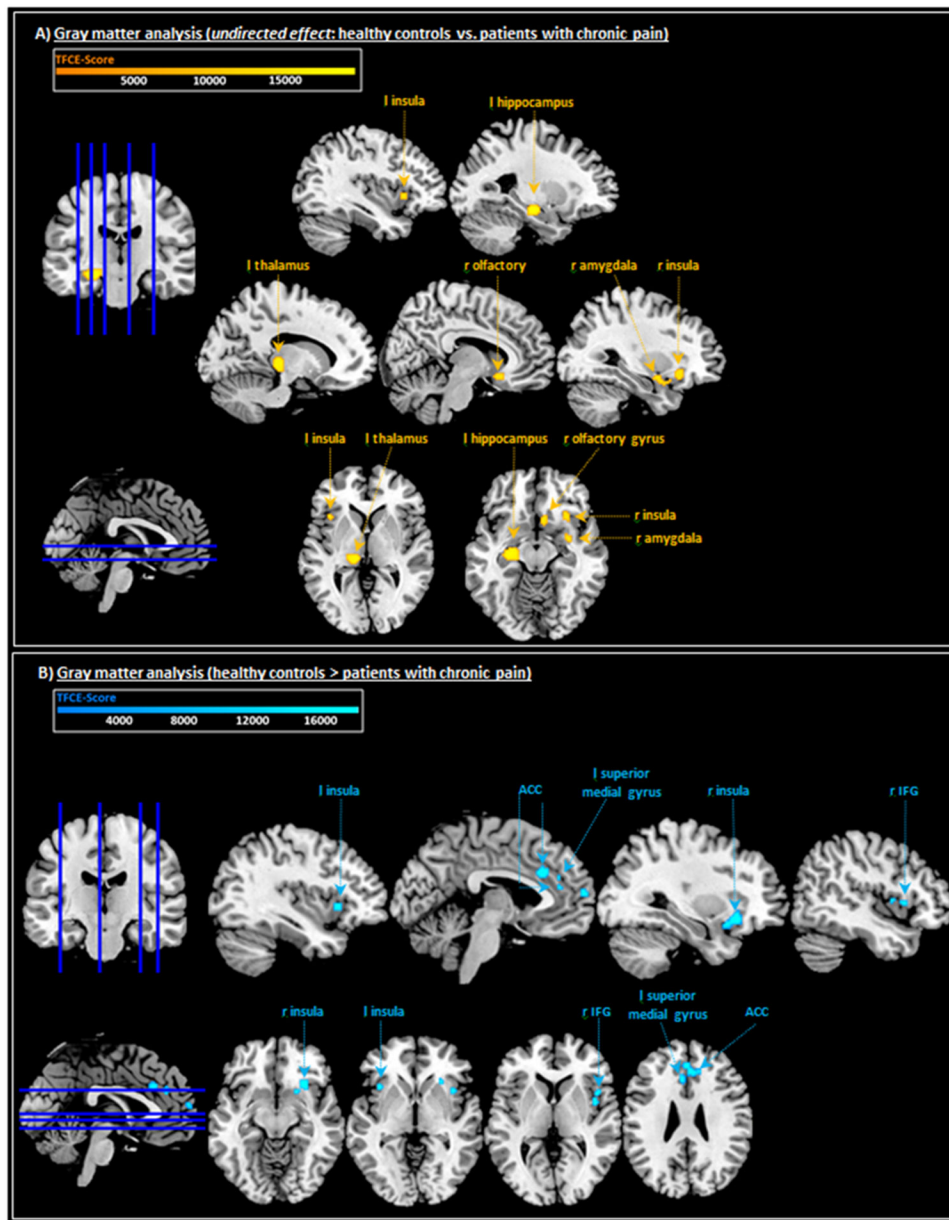 A) Gray matter analysis (undirected effect: healthy controls vs. patients with chronic pain)
TFCE-Score
5000 10000 15000
l insula l hippocampus
l thalamus r olfactory r amygdala r insula
l insula l thalamus l hippocampus r olfactory gyrus
r insula
r amygdala
B) Gray matter analysis (healthy controls > patients with chronic pain)
TFCE-Score
4000 8000 12000 16000
l insula ACC l superior
medial gyrus r insula r IFG
r insula l insula r IFG l superior
medial gyrus ACC